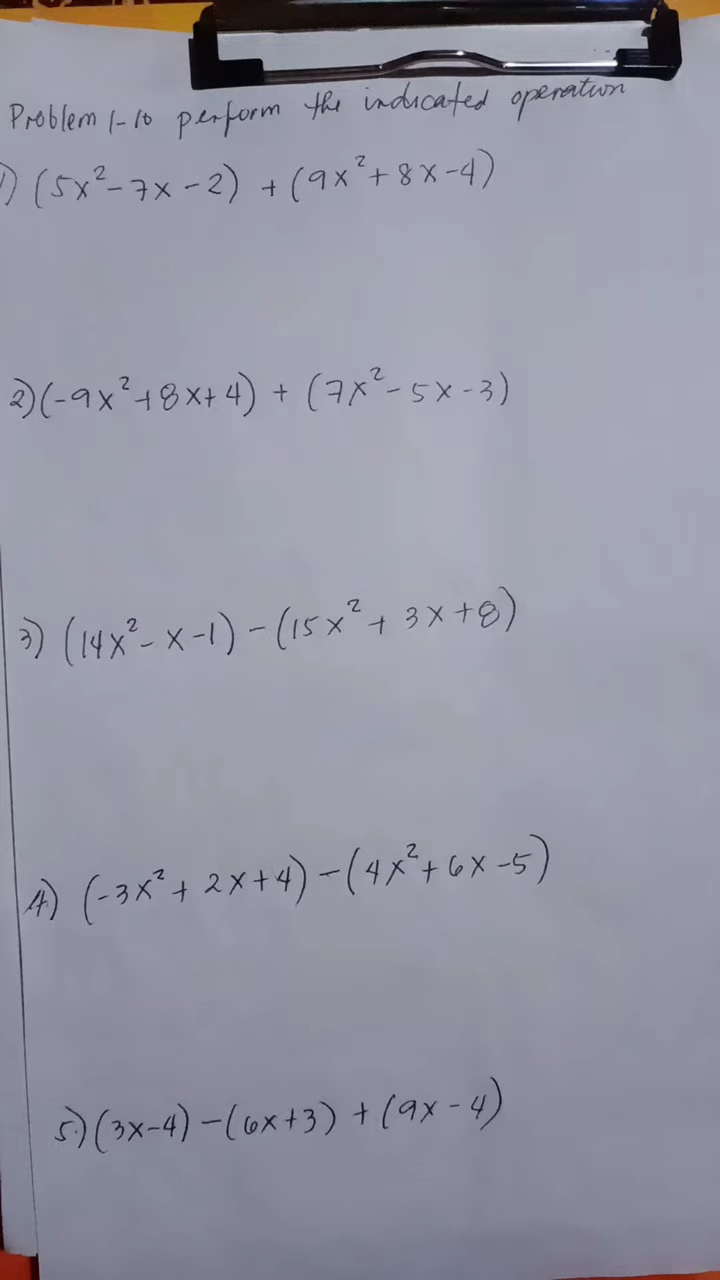 Problem 1-10 perform the indicated operation
1) (5x² - 7x - 2) + (9x² + 8x - 4)
2) (-9x² + 8x + 4) + (7x² - 5x - 3)
3) (14x² - x - 1) - (15x² + 3x + 8)
4) (-3x² + 2x + 4) - (4x² + 6x - 5)
5.) (3x - 4) - (6x + 3) + (9x - 4)